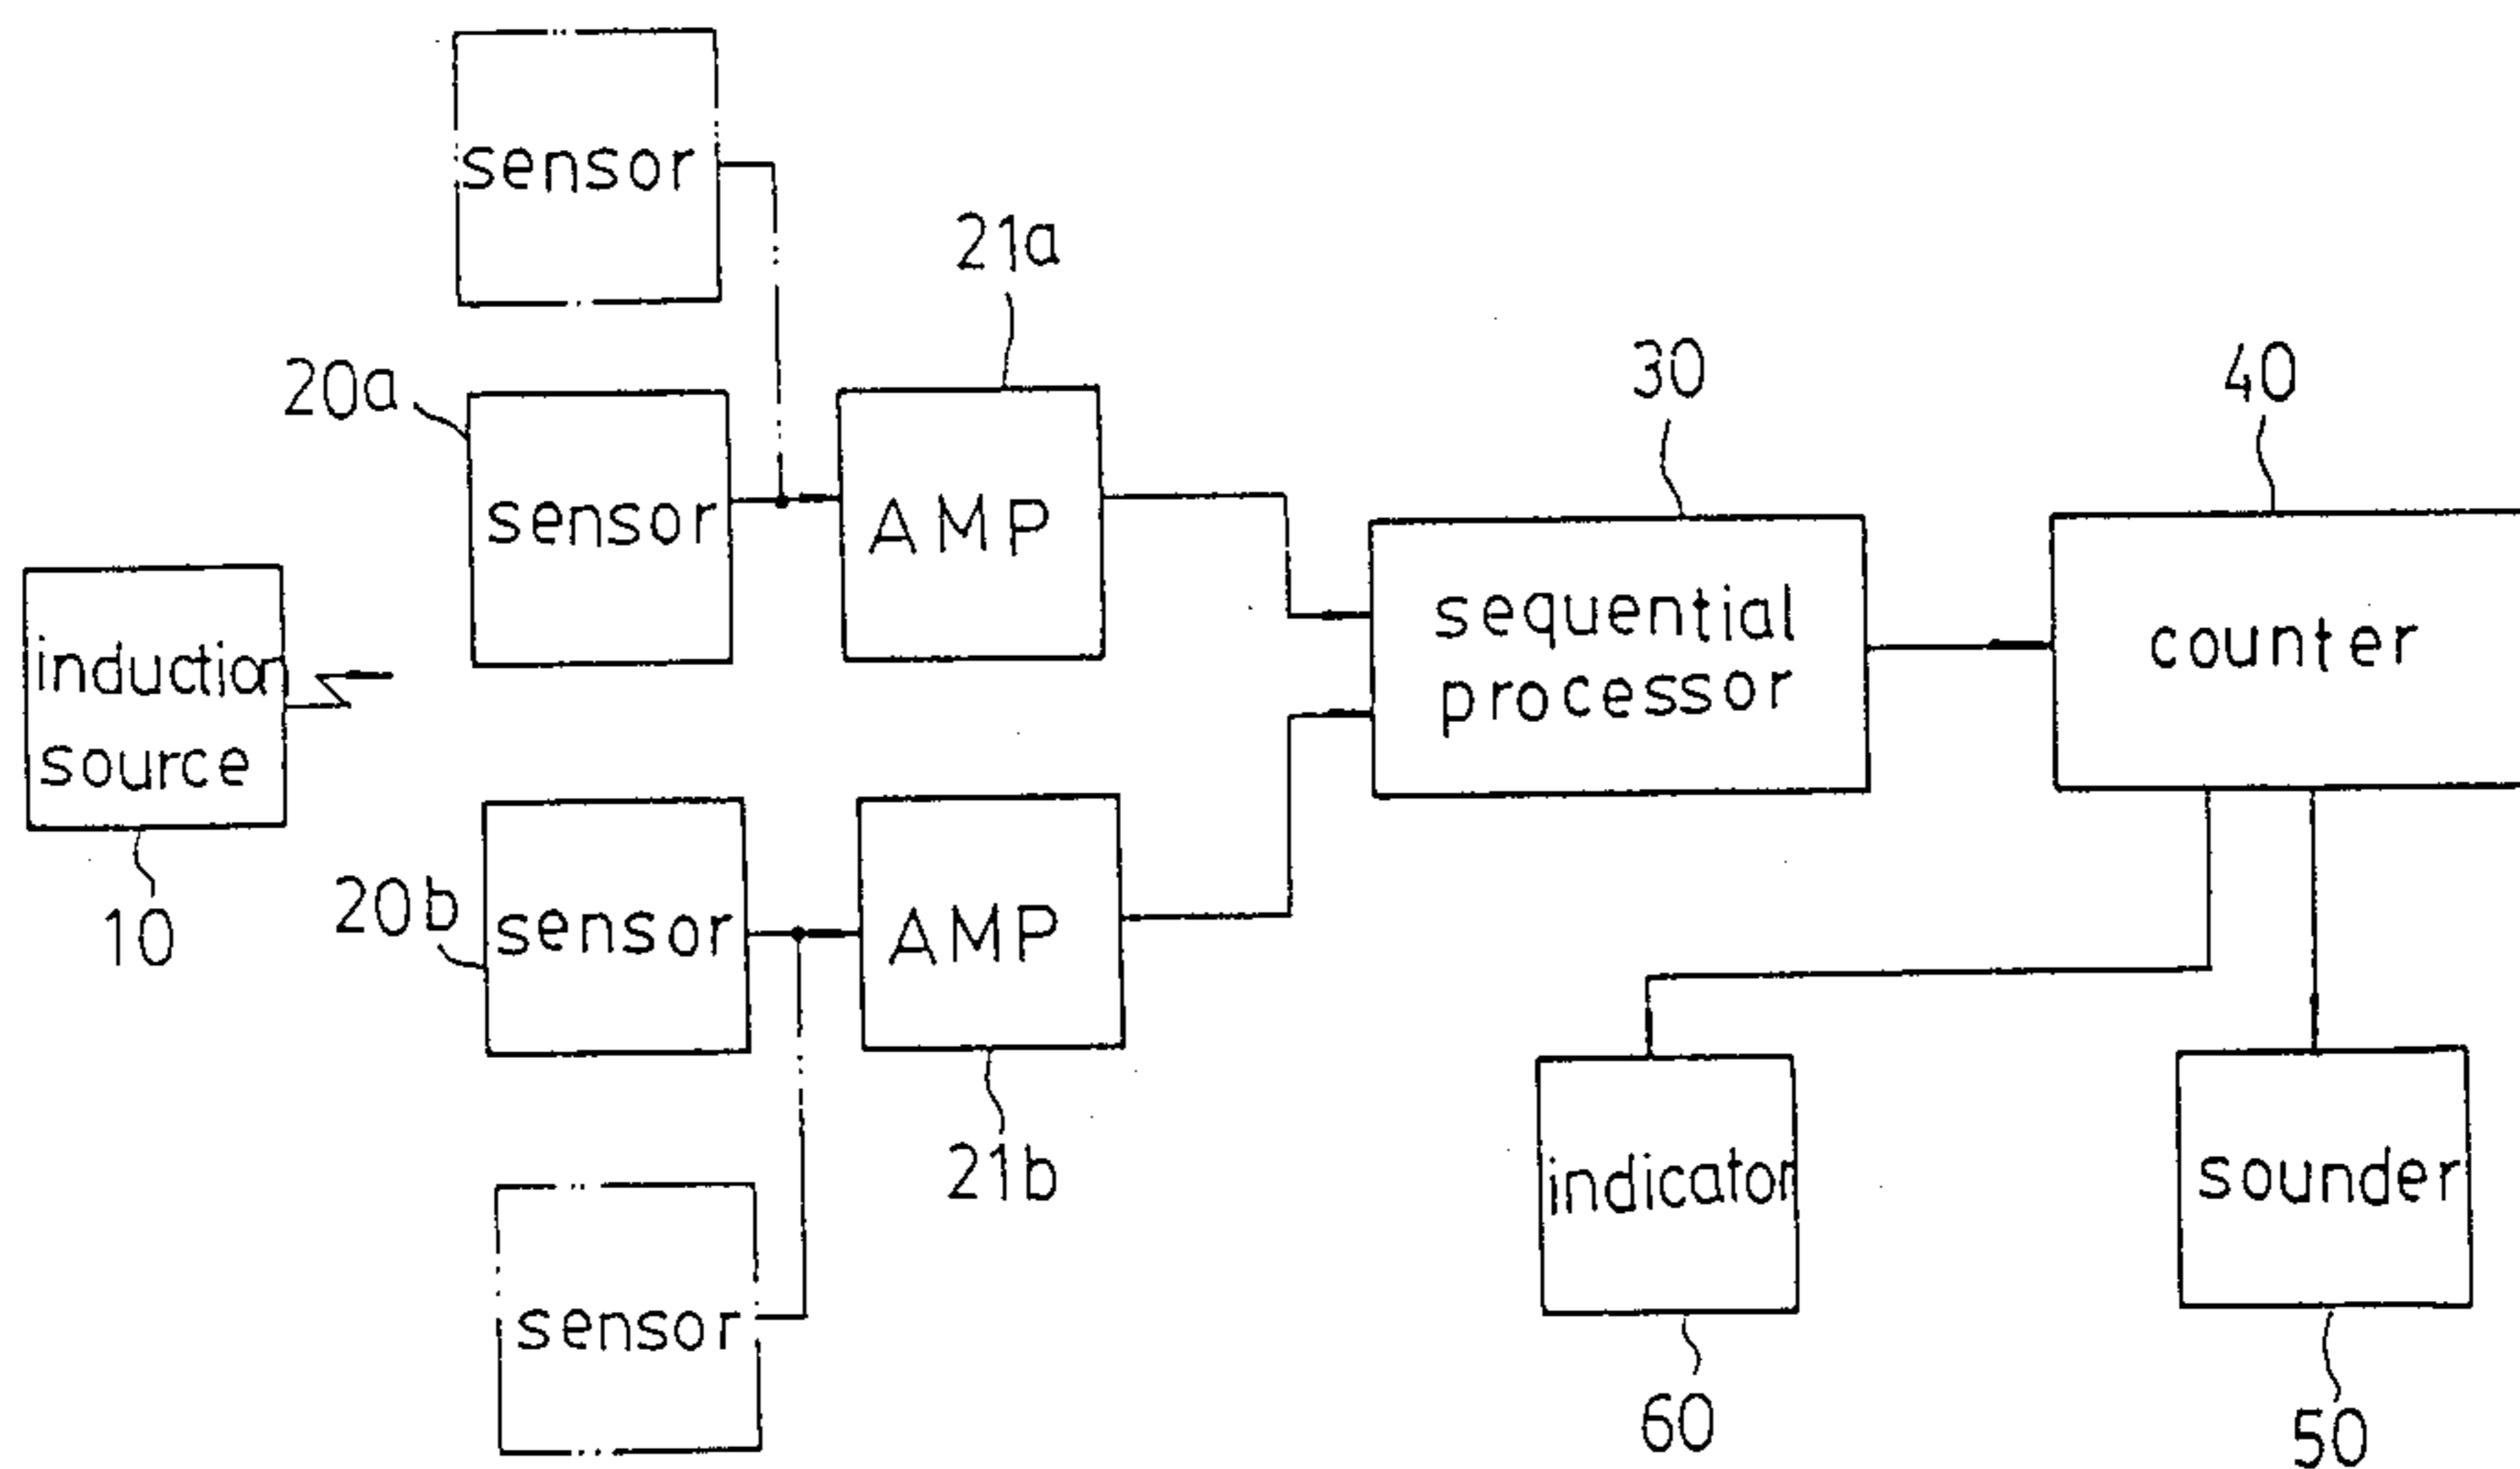 sensor
21a
20a
sensor
AMP
30
40
sequential
processor
counter
induction
source
10
20b
sensor
AMP
21b
sensor
indicator
sounder
60
50